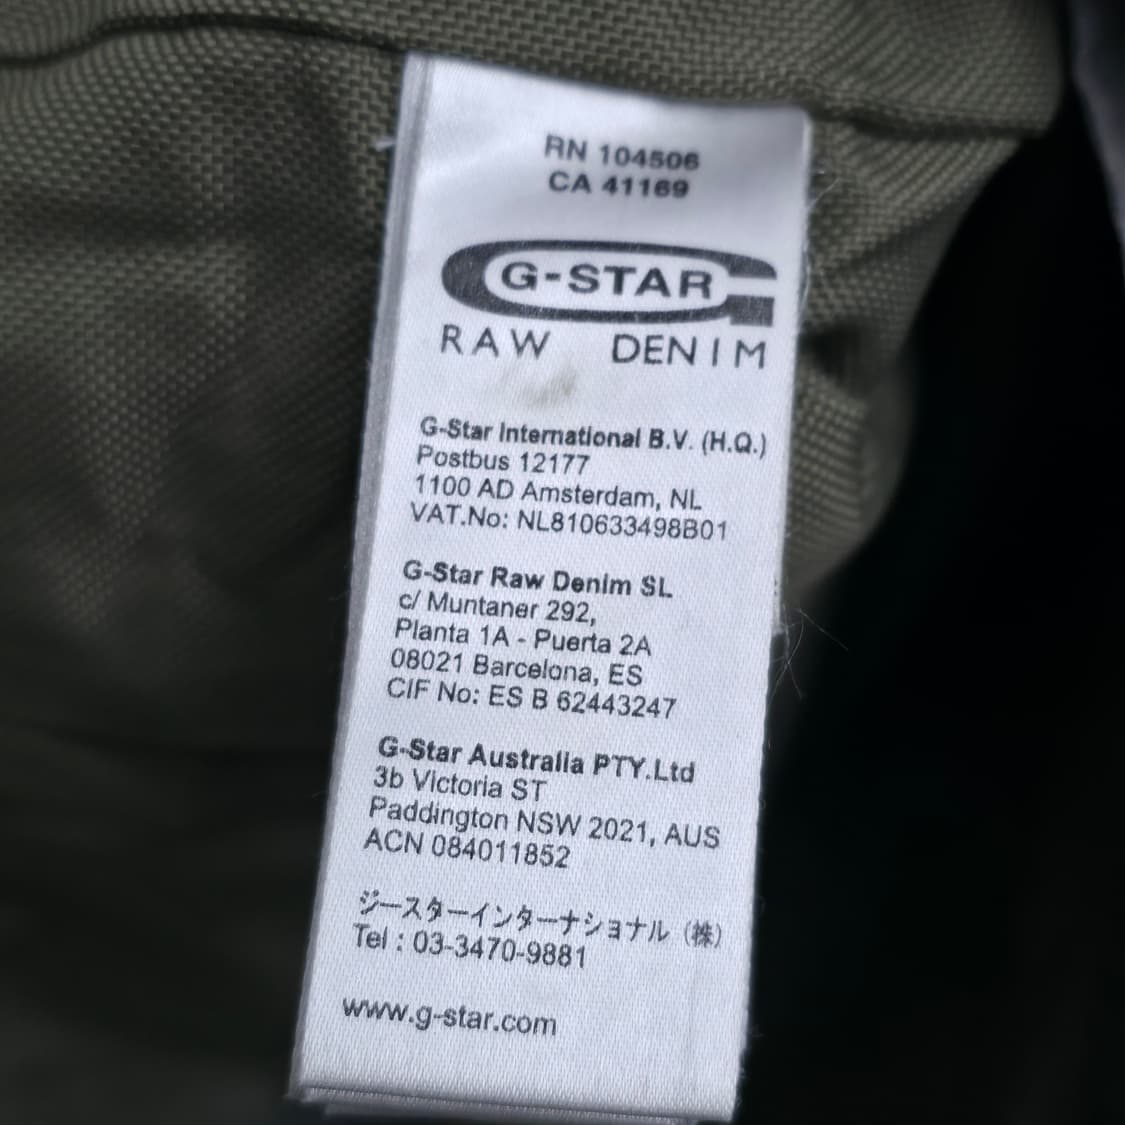 RN 104506
CA 41169
G-STAR
RAW DENIM
G-Star International B.V. (H.Q.)
Postbus 12177
1100 AD Amsterdam, NL
VAT.No: NL810633498B01
G-Star Raw Denim SL
c/ Muntaner 292,
Planta 1A - Puerta 2A
08021 Barcelona, ES
CIF No: ES B 62443247
G-Star Australia PTY.Ltd
3b Victoria ST
Paddington NSW 2021, AUS
ACN 084011852
ジースターインターナショナル（株）
Tel : 03-3470-9881
www.g-star.com